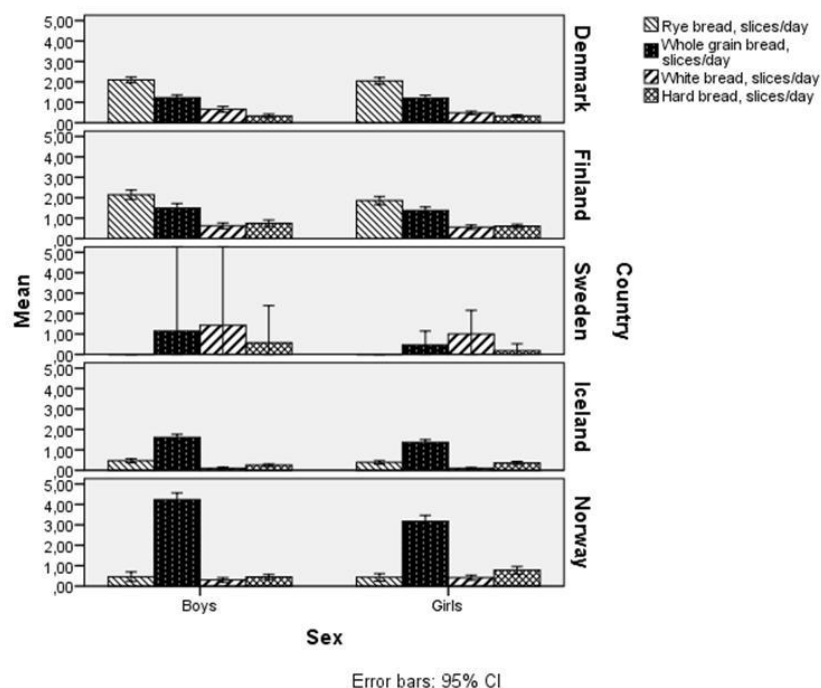 5,00
4,00
3,00
2,00
1,00
,00
Denmark
5,00
4,00
3,00
2,00
1,00
,00
Finland
5,00
4,00
3,00
2,00
1,00
,00
Sweden
5,00
4,00
3,00
2,00
1,00
,00
Iceland
5,00
4,00
3,00
2,00
1,00
,00
Norway
Mean
Country
Boys
Girls
Sex
Rye bread, slices/day
Whole grain bread,
slices/day
White bread, slices/day
Hard bread, slices/day
Error bars: 95% CI